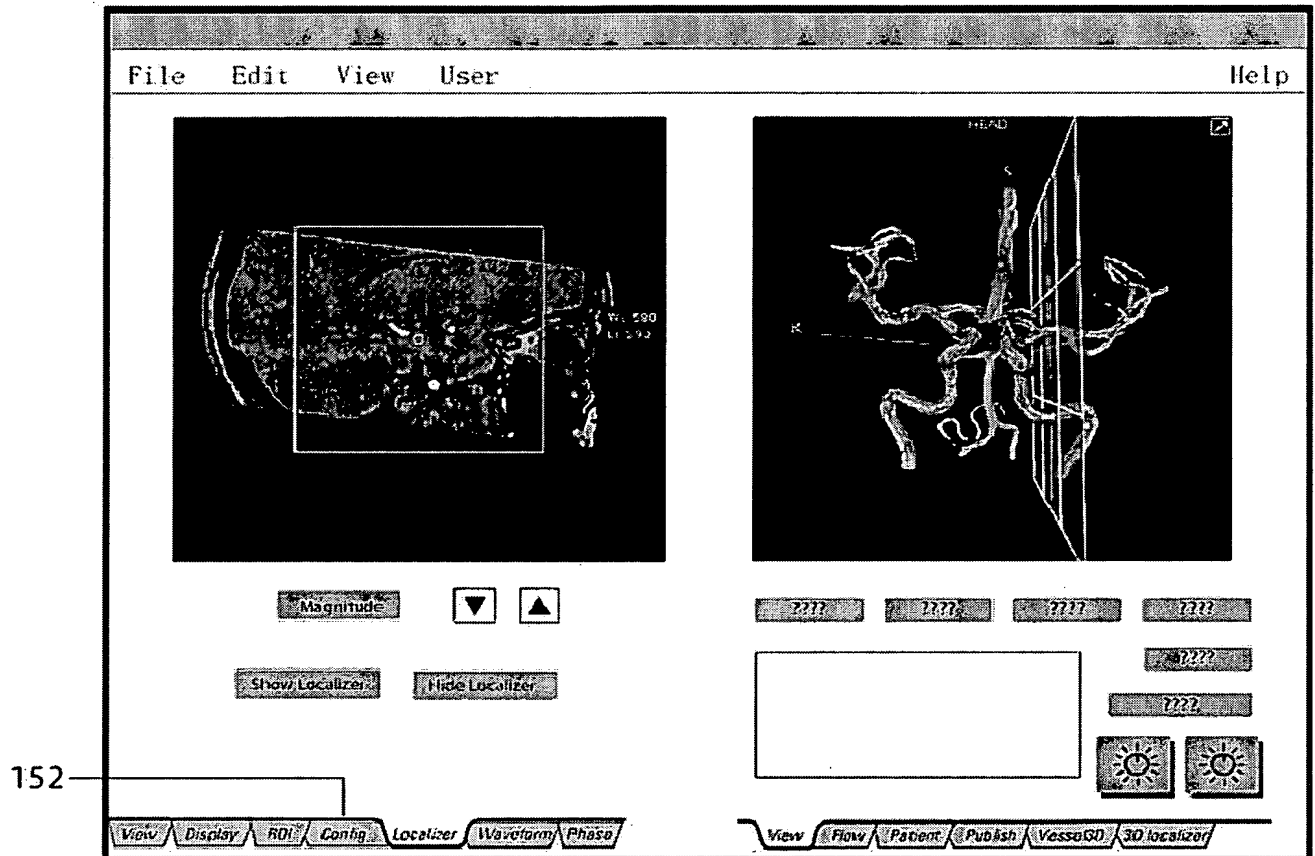 File Edit View User Help
HEAD
S
R
Magnitude
???? ???? ???? ????
Show Localizer Hide Localizer
????
????
152
View Display ROI Config Localizer Waveform Phase
View Flow Patient Publish Vessel3D 3D localizer